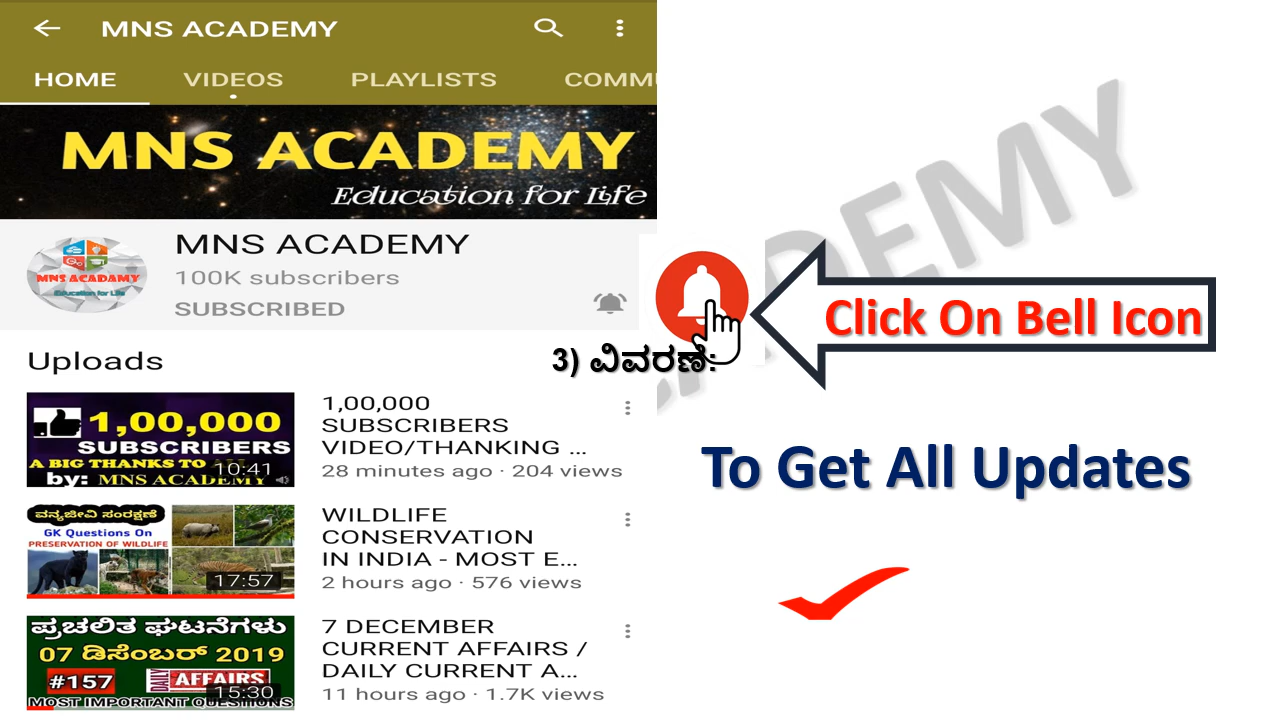 MNS ACADEMY
HOME VIDEOS PLAYLISTS COMMU
MNS ACADEMY
Education for Life
MNS ACADEMY
100K subscribers
SUBSCRIBED
MNS ACADAMY
Education for Life
ADEMY
Click On Bell Icon
3) ವಿವರಣೆ:
To Get All Updates
Uploads
1,00,000
SUBSCRIBERS
A BIG THANKS TO
by: MNS ACADEMY
10:41
1,00,000
SUBSCRIBERS
VIDEO/THANKING ...
28 minutes ago · 204 views
ವನ್ಯಜೀವಿ ಸಂರಕ್ಷಣೆ
GK Questions On
PRESERVATION OF WILDLIFE
17:57
WILDLIFE
CONSERVATION
IN INDIA - MOST E...
2 hours ago · 576 views
ಪ್ರಚಲಿತ ಘಟನೆಗಳು
07 ಡಿಸೆಂಬರ್ 2019
#157 DAILY AFFAIRS
15:30
MOST IMPORTANT QUESTIONS
7 DECEMBER
CURRENT AFFAIRS /
DAILY CURRENT A...
11 hours ago · 1.7K views